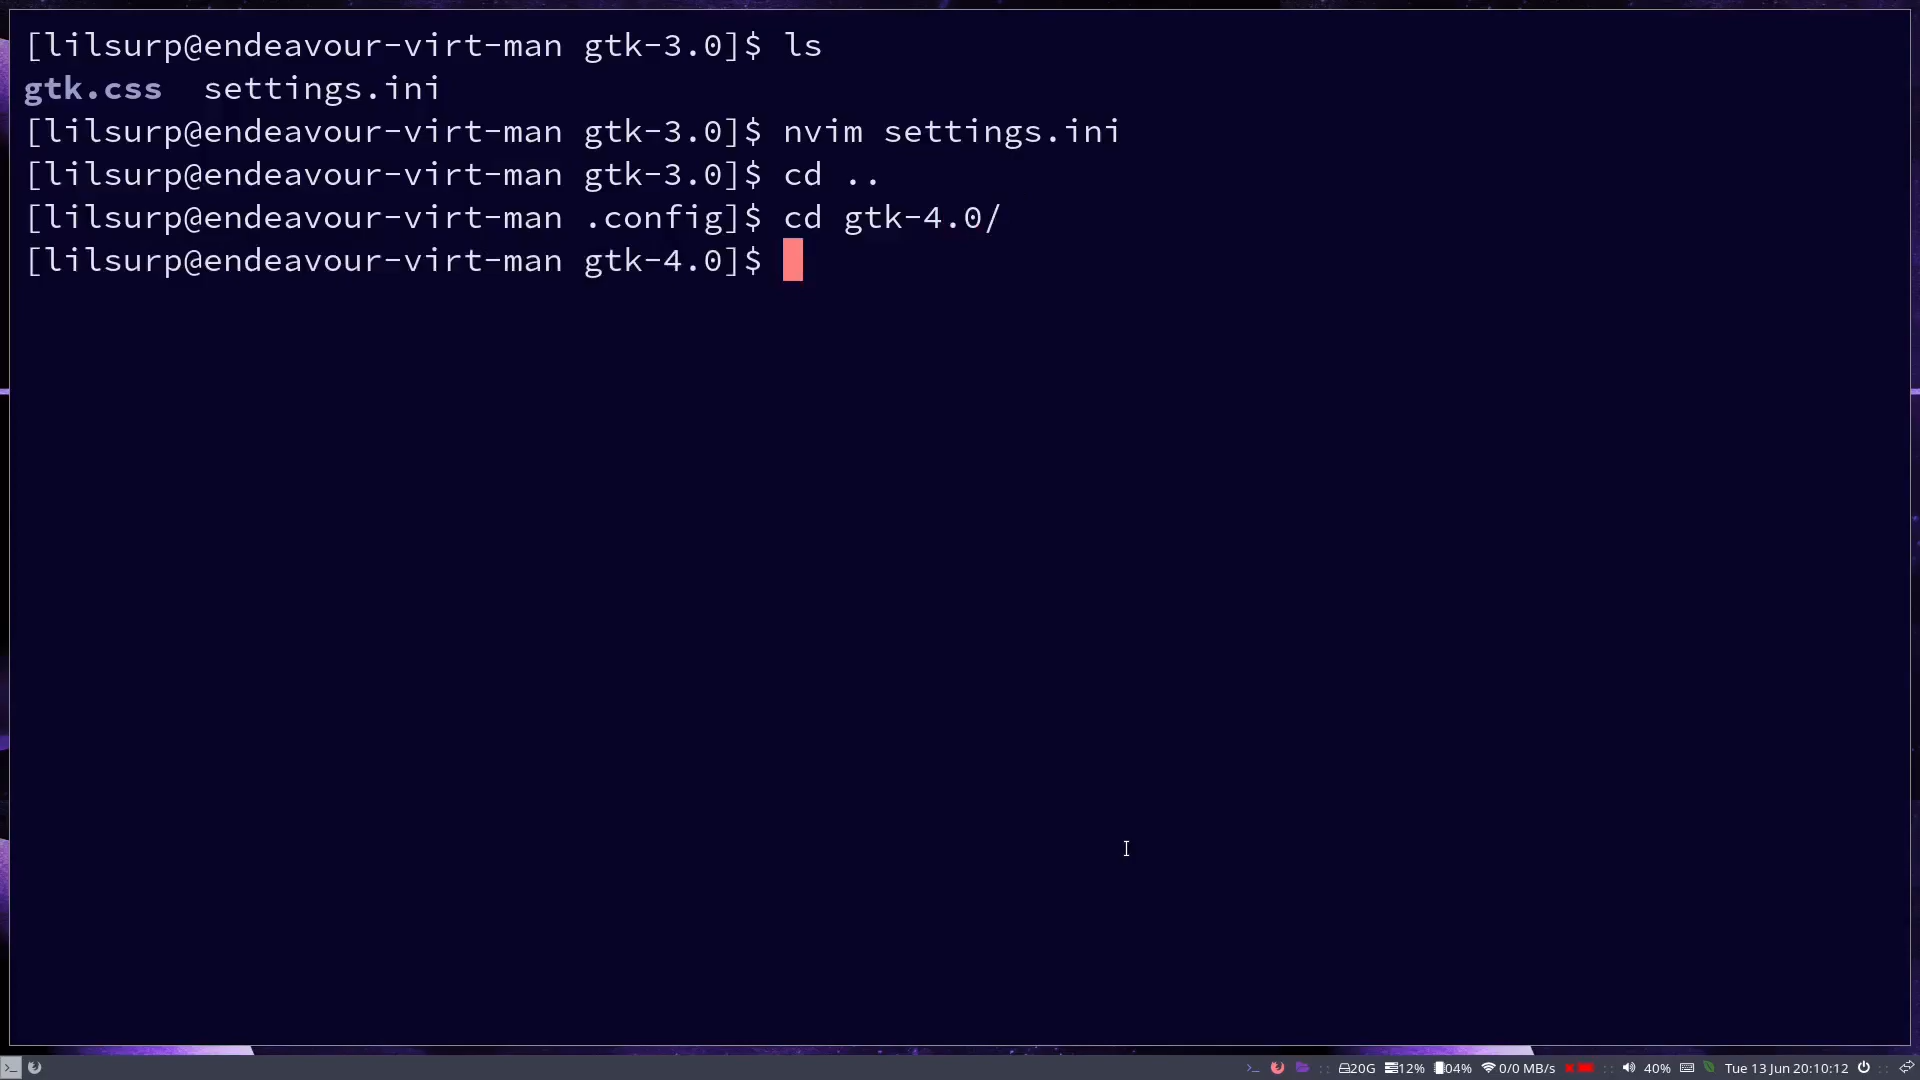 [lilsurp@endeavour-virt-man gtk-3.0]$ ls
gtk.css  settings.ini
[lilsurp@endeavour-virt-man gtk-3.0]$ nvim settings.ini
[lilsurp@endeavour-virt-man gtk-3.0]$ cd ..
[lilsurp@endeavour-virt-man .config]$ cd gtk-4.0/
[lilsurp@endeavour-virt-man gtk-4.0]$
20G 12% 04% 0/0 MB/s 40% Tue 13 Jun 20:10:12